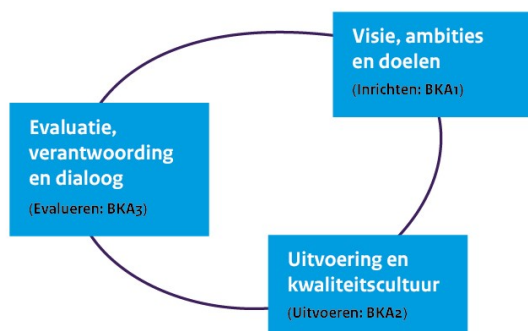 Visie, ambities
en doelen
(Inrichten: BKA1)
Evaluatie,
verantwoording
en dialoog
(Evalueren: BKA3)
Uitvoering en
kwaliteitscultuur
(Uitvoeren: BKA2)